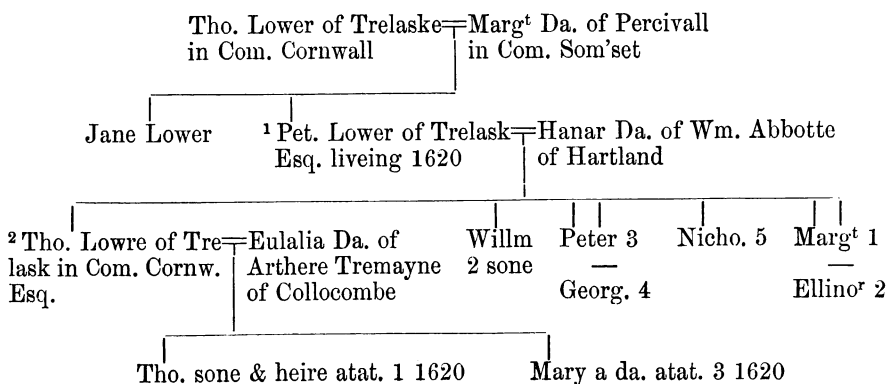 Tho. Lower of Trelaske=Margᵗ Da. of Percivall
in Com. Cornwall in Com. Som'set
Jane Lower
¹ Pet. Lower of Trelask=Hanar Da. of Wm. Abbotte
Esq. liveing 1620 of Hartland
² Tho. Lowre of Tre
lask in Com. Cornw.
Esq.
Eulalia Da. of
Arthere Tremayne
of Collocombe
Willm
2 sone
Peter 3
Georg. 4
Nicho. 5
Margᵗ 1
Ellinoʳ 2
Tho. sone & heire atat. 1 1620
Mary a da. atat. 3 1620